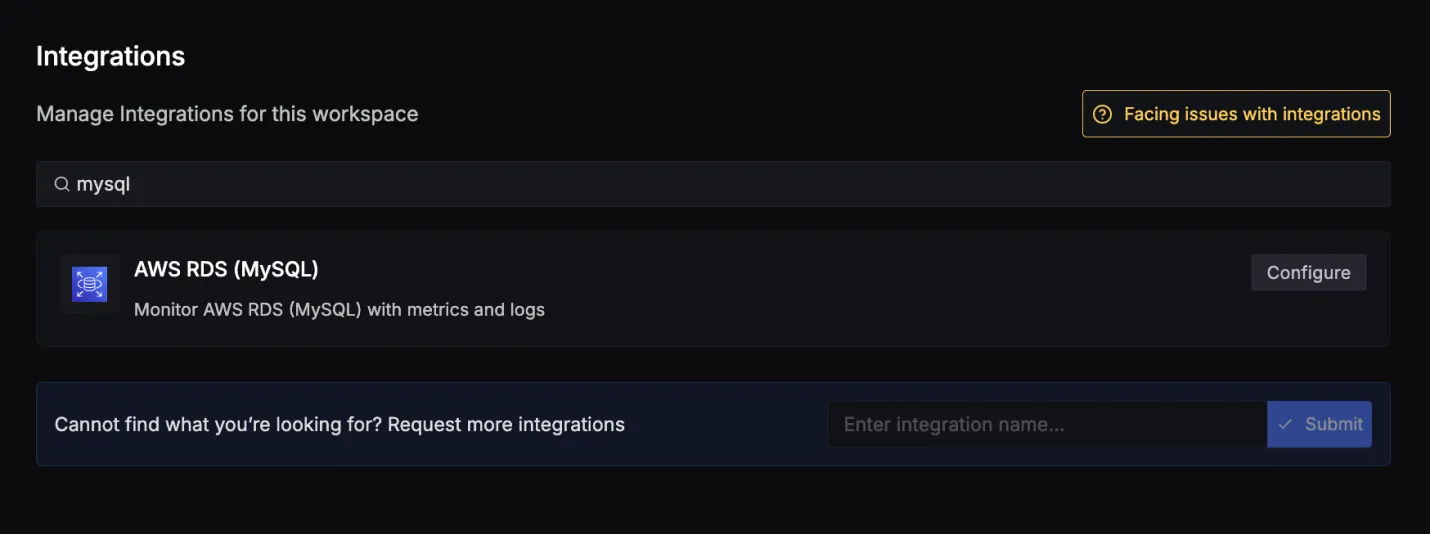 Integrations
Manage Integrations for this workspace
Facing issues with integrations
mysql
AWS RDS (MySQL)
Configure
Monitor AWS RDS (MySQL) with metrics and logs
Cannot find what you’re looking for? Request more integrations
Enter integration name...
Submit